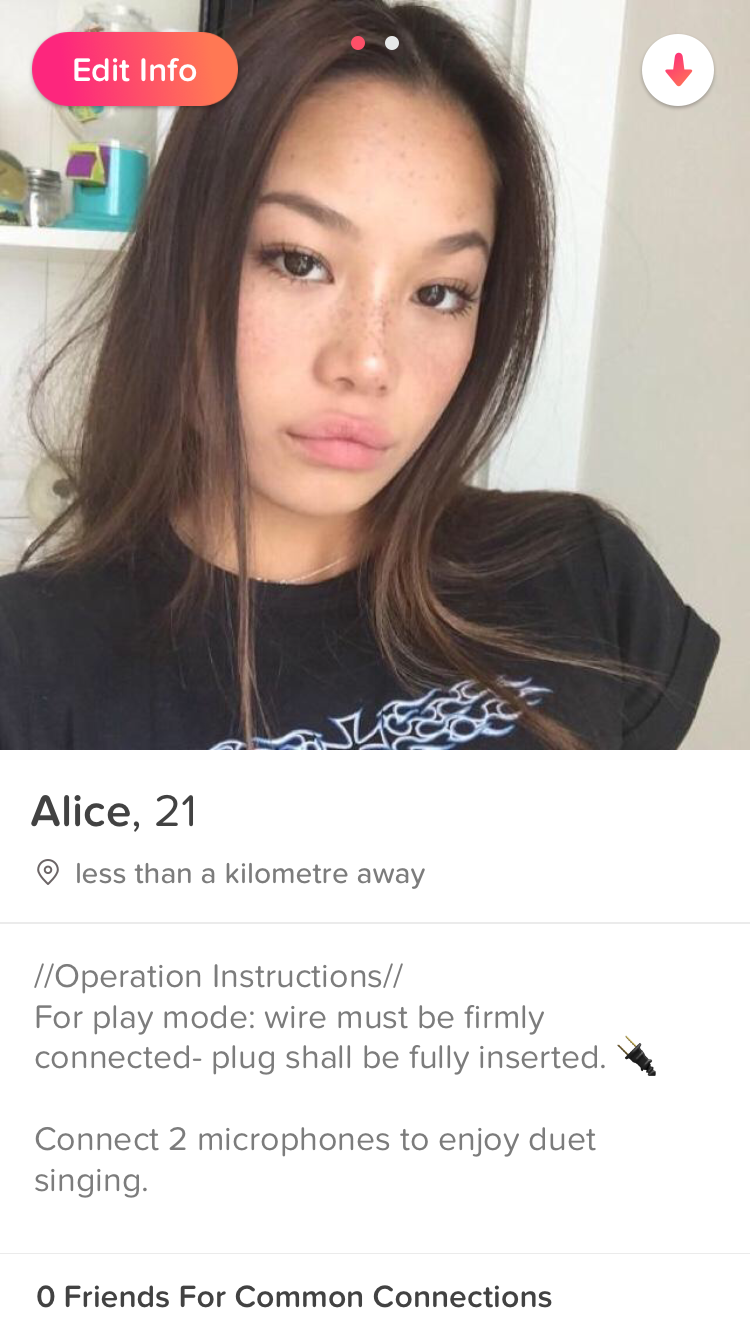 Edit Info
Alice, 21
less than a kilometre away
//Operation Instructions//
For play mode: wire must be firmly
connected- plug shall be fully inserted. 🔌
Connect 2 microphones to enjoy duet
singing.
0 Friends For Common Connections